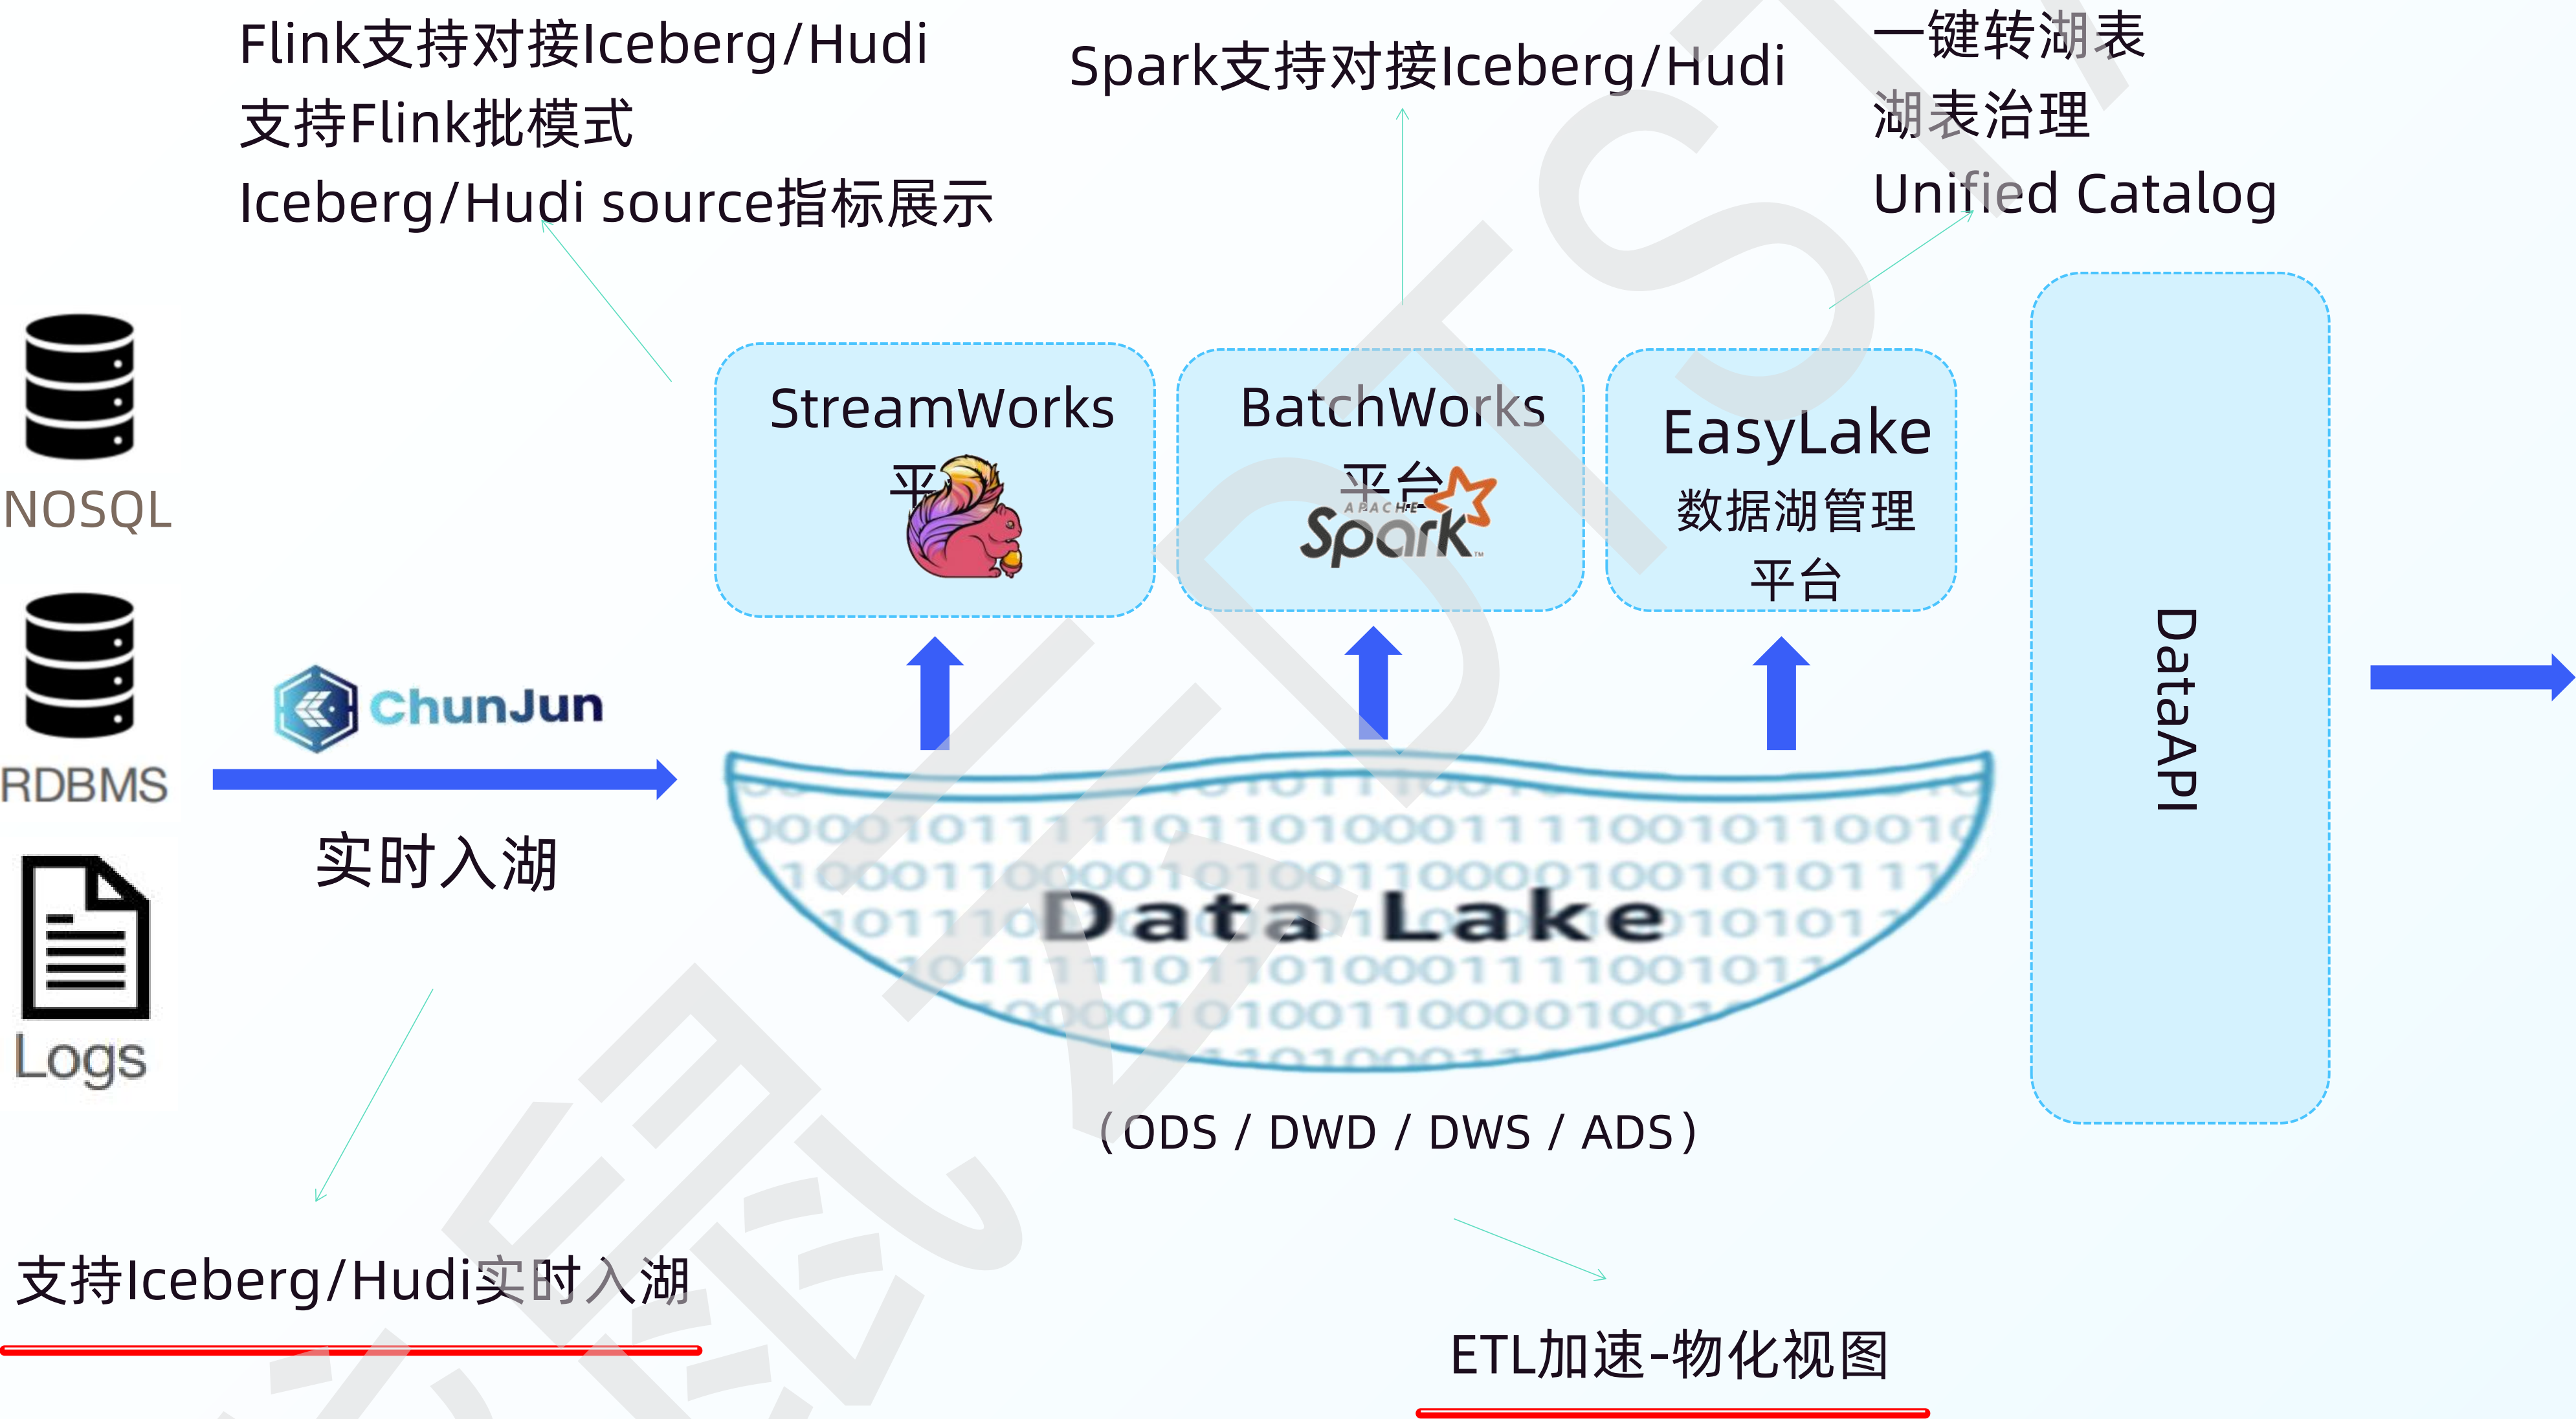 Flink支持对接Iceberg/Hudi
支持Flink批模式
Iceberg/Hudi source指标展示
Spark支持对接Iceberg/Hudi
一键转湖表
湖表治理
Unified Catalog
NOSQL
RDBMS
Logs
ChunJun
实时入湖
StreamWorks
平
BatchWorks
平台
APACHE
Spark
TM
EasyLake
数据湖管理
平台
DataAPI
Data Lake
（ODS / DWD / DWS / ADS）
支持Iceberg/Hudi实时入湖
ETL加速-物化视图